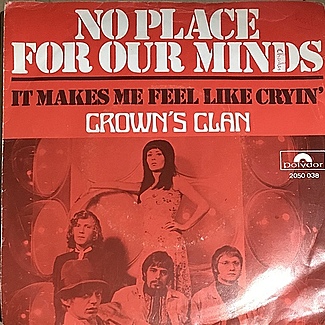 NO PLACE
FOR OUR MINDS
IT MAKES ME FEEL LIKE CRYIN'
CROWN'S CLAN
polydor
2050 038